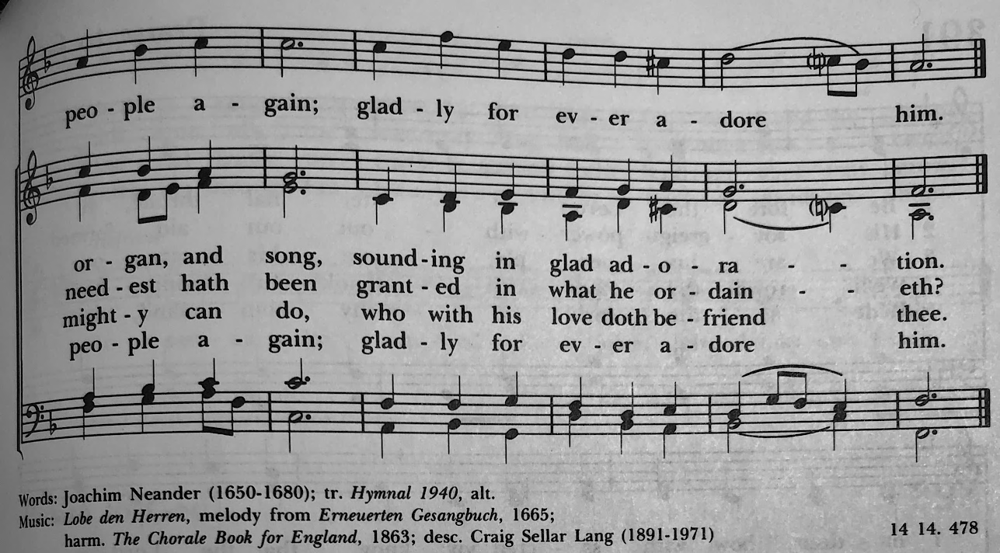 peo - ple a - gain; glad - ly for ev - er a - dore him.
or - gan, and song, sound - ing in glad ad - o - ra - - tion.
need - est hath been grant - ed in what he or - dain - - eth?
might - y can do, who with his love doth be - friend thee.
peo - ple a - gain; glad - ly for ev - er a - dore him.
Words: Joachim Neander (1650-1680); tr. Hymnal 1940, alt.
Music: Lobe den Herren, melody from Erneuerten Gesangbuch, 1665;
harm. The Chorale Book for England, 1863; desc. Craig Sellar Lang (1891-1971)
14 14. 478